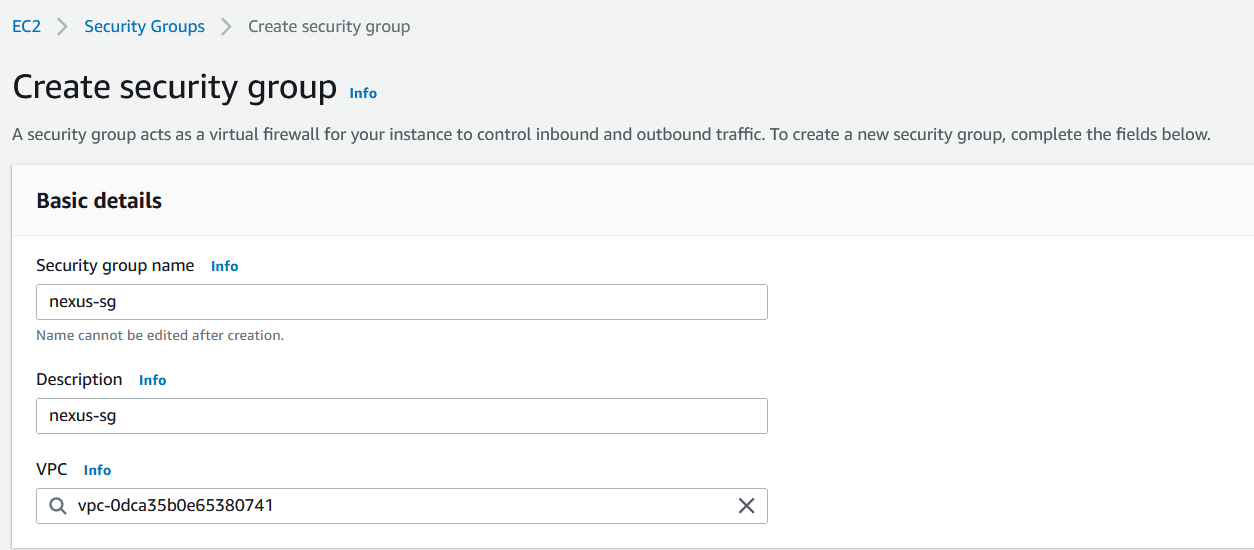 EC2 > Security Groups > Create security group
Create security group Info
A security group acts as a virtual firewall for your instance to control inbound and outbound traffic. To create a new security group, complete the fields below.
Basic details
Security group name Info
nexus-sg
Name cannot be edited after creation.
Description Info
nexus-sg
VPC Info
vpc-0dca35b0e65380741